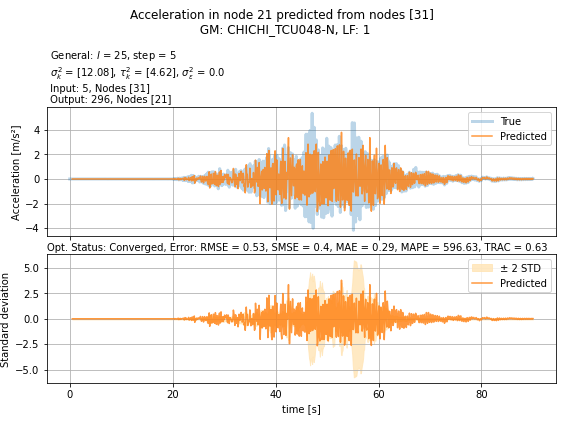 Acceleration in node 21 predicted from nodes [31]
GM: CHICHI_TCU048-N, LF: 1
General: l = 25, step = 5
σ²ₖ = [12.08], τ²ₖ = [4.62], σ²ε = 0.0
Input: 5, Nodes [31]
Output: 296, Nodes [21]
Acceleration [m/s²]
4
2
0
−2
−4
True
Predicted
Opt. Status: Converged, Error: RMSE = 0.53, SMSE = 0.4, MAE = 0.29, MAPE = 596.63, TRAC = 0.63
Standard deviation
5.0
2.5
0.0
−2.5
−5.0
± 2 STD
Predicted
0 20 40 60 80
time [s]